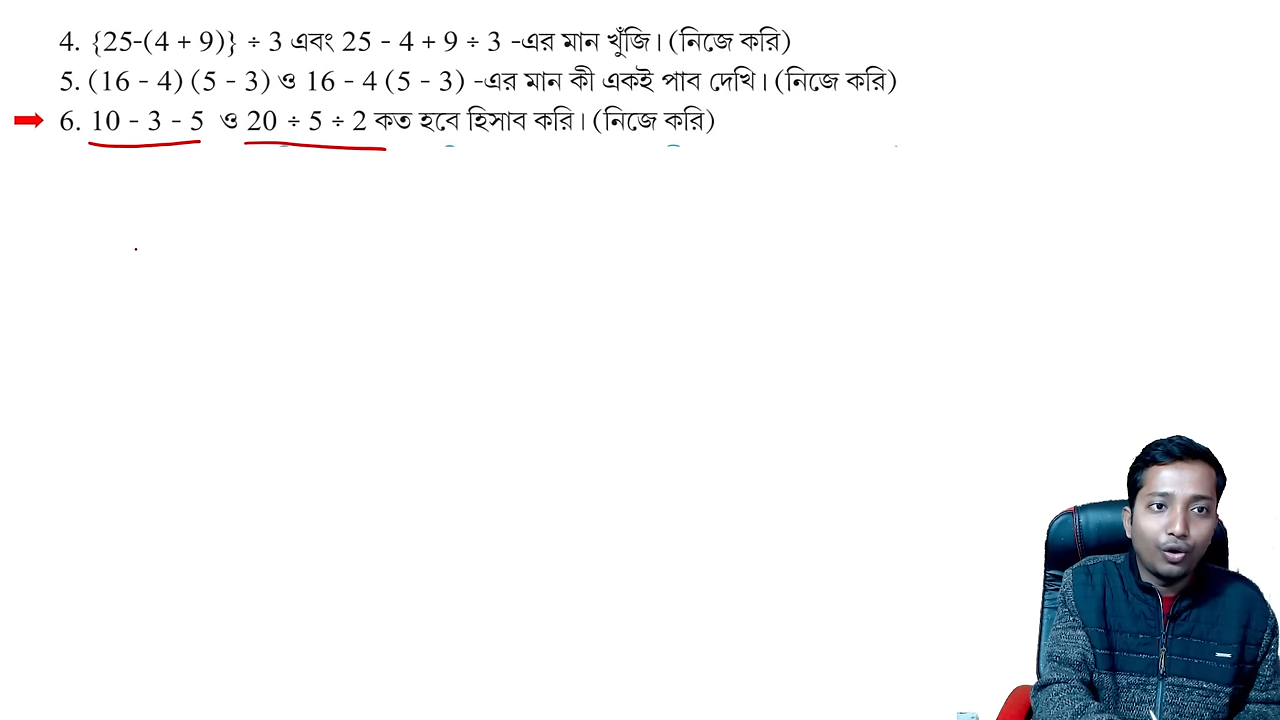 4. {25-(4 + 9)} ÷ 3 এবং 25 - 4 + 9 ÷ 3 -এর মান খুঁজি। (নিজে করি)
5. (16 - 4) (5 - 3) ও 16 - 4 (5 - 3) -এর মান কী একই পাব দেখি। (নিজে করি)
6. 10 - 3 - 5 ও 20 ÷ 5 ÷ 2 কত হবে হিসাব করি। (নিজে করি)